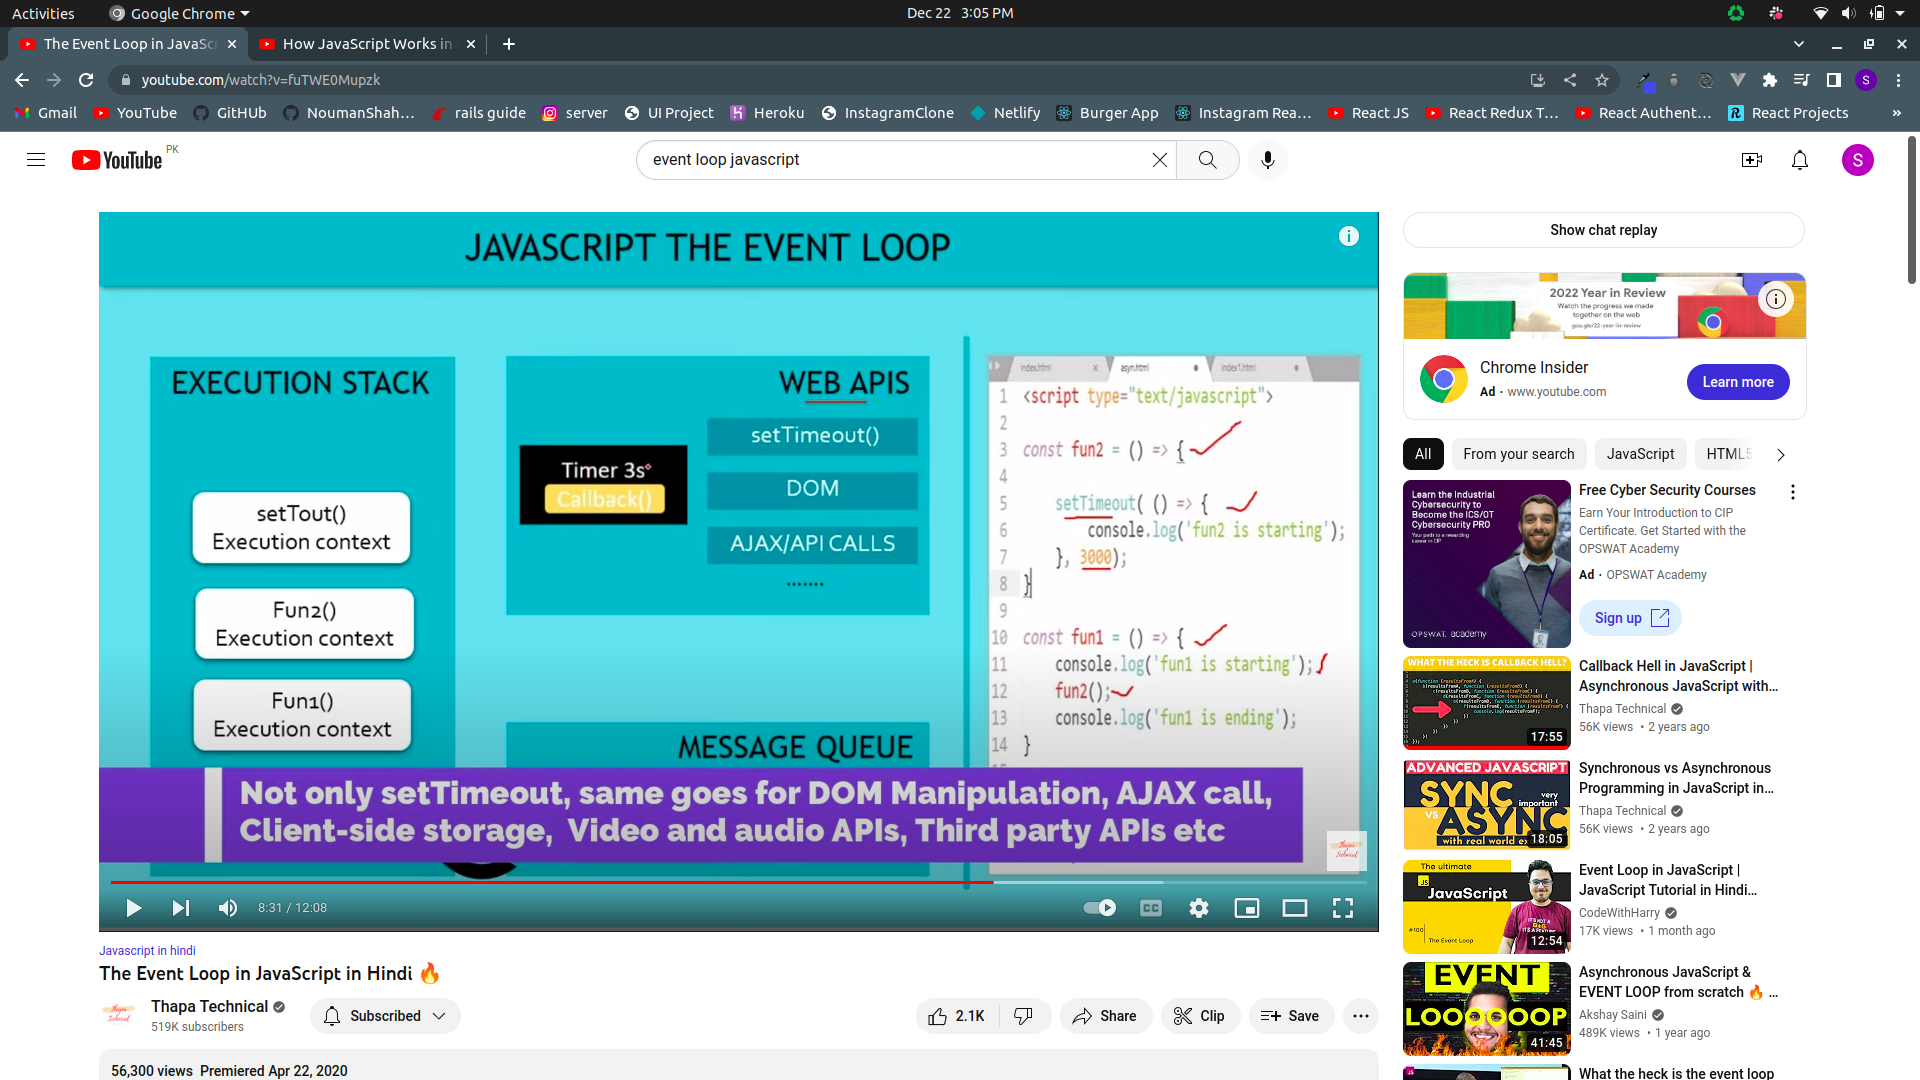 Activities
Google Chrome
Dec 22 3:05 PM
The Event Loop in JavaScr
How JavaScript Works in
youtube.com/watch?v=fuTWE0Mupzk
S
Gmail
YouTube
GitHUb
NoumanShah...
rails guide
server
UI Project
Heroku
InstagramClone
Netlify
Burger App
Instagram Rea...
React JS
React Redux T...
React Authent...
React Projects
YouTube PK
event loop javascript
S
JAVASCRIPT THE EVENT LOOP
EXECUTION STACK
setTout()
Execution context
Fun2()
Execution context
Fun1()
Execution context
WEB APIS
Timer 3s
Callback()
setTimeout()
DOM
AJAX/API CALLS
.......
MESSAGE QUEUE
index.html
asyn.html
index1.html
1 <script type="text/javascript">
2
3 const fun2 = () => {
4
5 setTimeout( () => {
6 console.log('fun2 is starting');
7 }, 3000);
8 }
9
10 const fun1 = () => {
11 console.log('fun1 is starting');
12 fun2();
13 console.log('fun1 is ending');
14 }
Not only setTimeout, same goes for DOM Manipulation, AJAX call,
Client-side storage, Video and audio APIs, Third party APIs etc
Thapa
Technical
8:31 / 12:08
CC
Javascript in hindi
The Event Loop in JavaScript in Hindi 🔥
Thapa
Technical
Thapa Technical
519K subscribers
Subscribed
2.1K
Share
Clip
Save
56,300 views Premiered Apr 22, 2020
Show chat replay
2022 Year in Review
Watch the progress we made
together on the web
goo.gle/22-year-in-review
Chrome Insider
Ad · www.youtube.com
Learn more
All
From your search
JavaScript
HTML5
Learn the Industrial
Cybersecurity to
Become the ICS/OT
Cybersecurity PRO
Your path to a rewarding
career in CIP
OPSWAT. academy
Free Cyber Security Courses
Earn Your Introduction to CIP
Certificate. Get Started with the
OPSWAT Academy
Ad · OPSWAT Academy
Sign up
WHAT THE HECK IS CALLBACK HELL?
17:55
Callback Hell in JavaScript |
Asynchronous JavaScript with...
Thapa Technical
56K views • 2 years ago
ADVANCED JAVASCRIPT
SYNC
VS
very
important
ASYNC
with real world ex
18:05
Synchronous vs Asynchronous
Programming in JavaScript in...
Thapa Technical
56K views • 2 years ago
The ultimate
JS
JavaScript
#100
The Event Loop
12:54
Event Loop in JavaScript |
JavaScript Tutorial in Hindi...
CodeWithHarry
17K views • 1 month ago
EVENT
LOOOOOOP
41:45
Asynchronous JavaScript &
EVENT LOOP from scratch 🔥 ...
Akshay Saini
489K views • 1 year ago
What the heck is the event loop